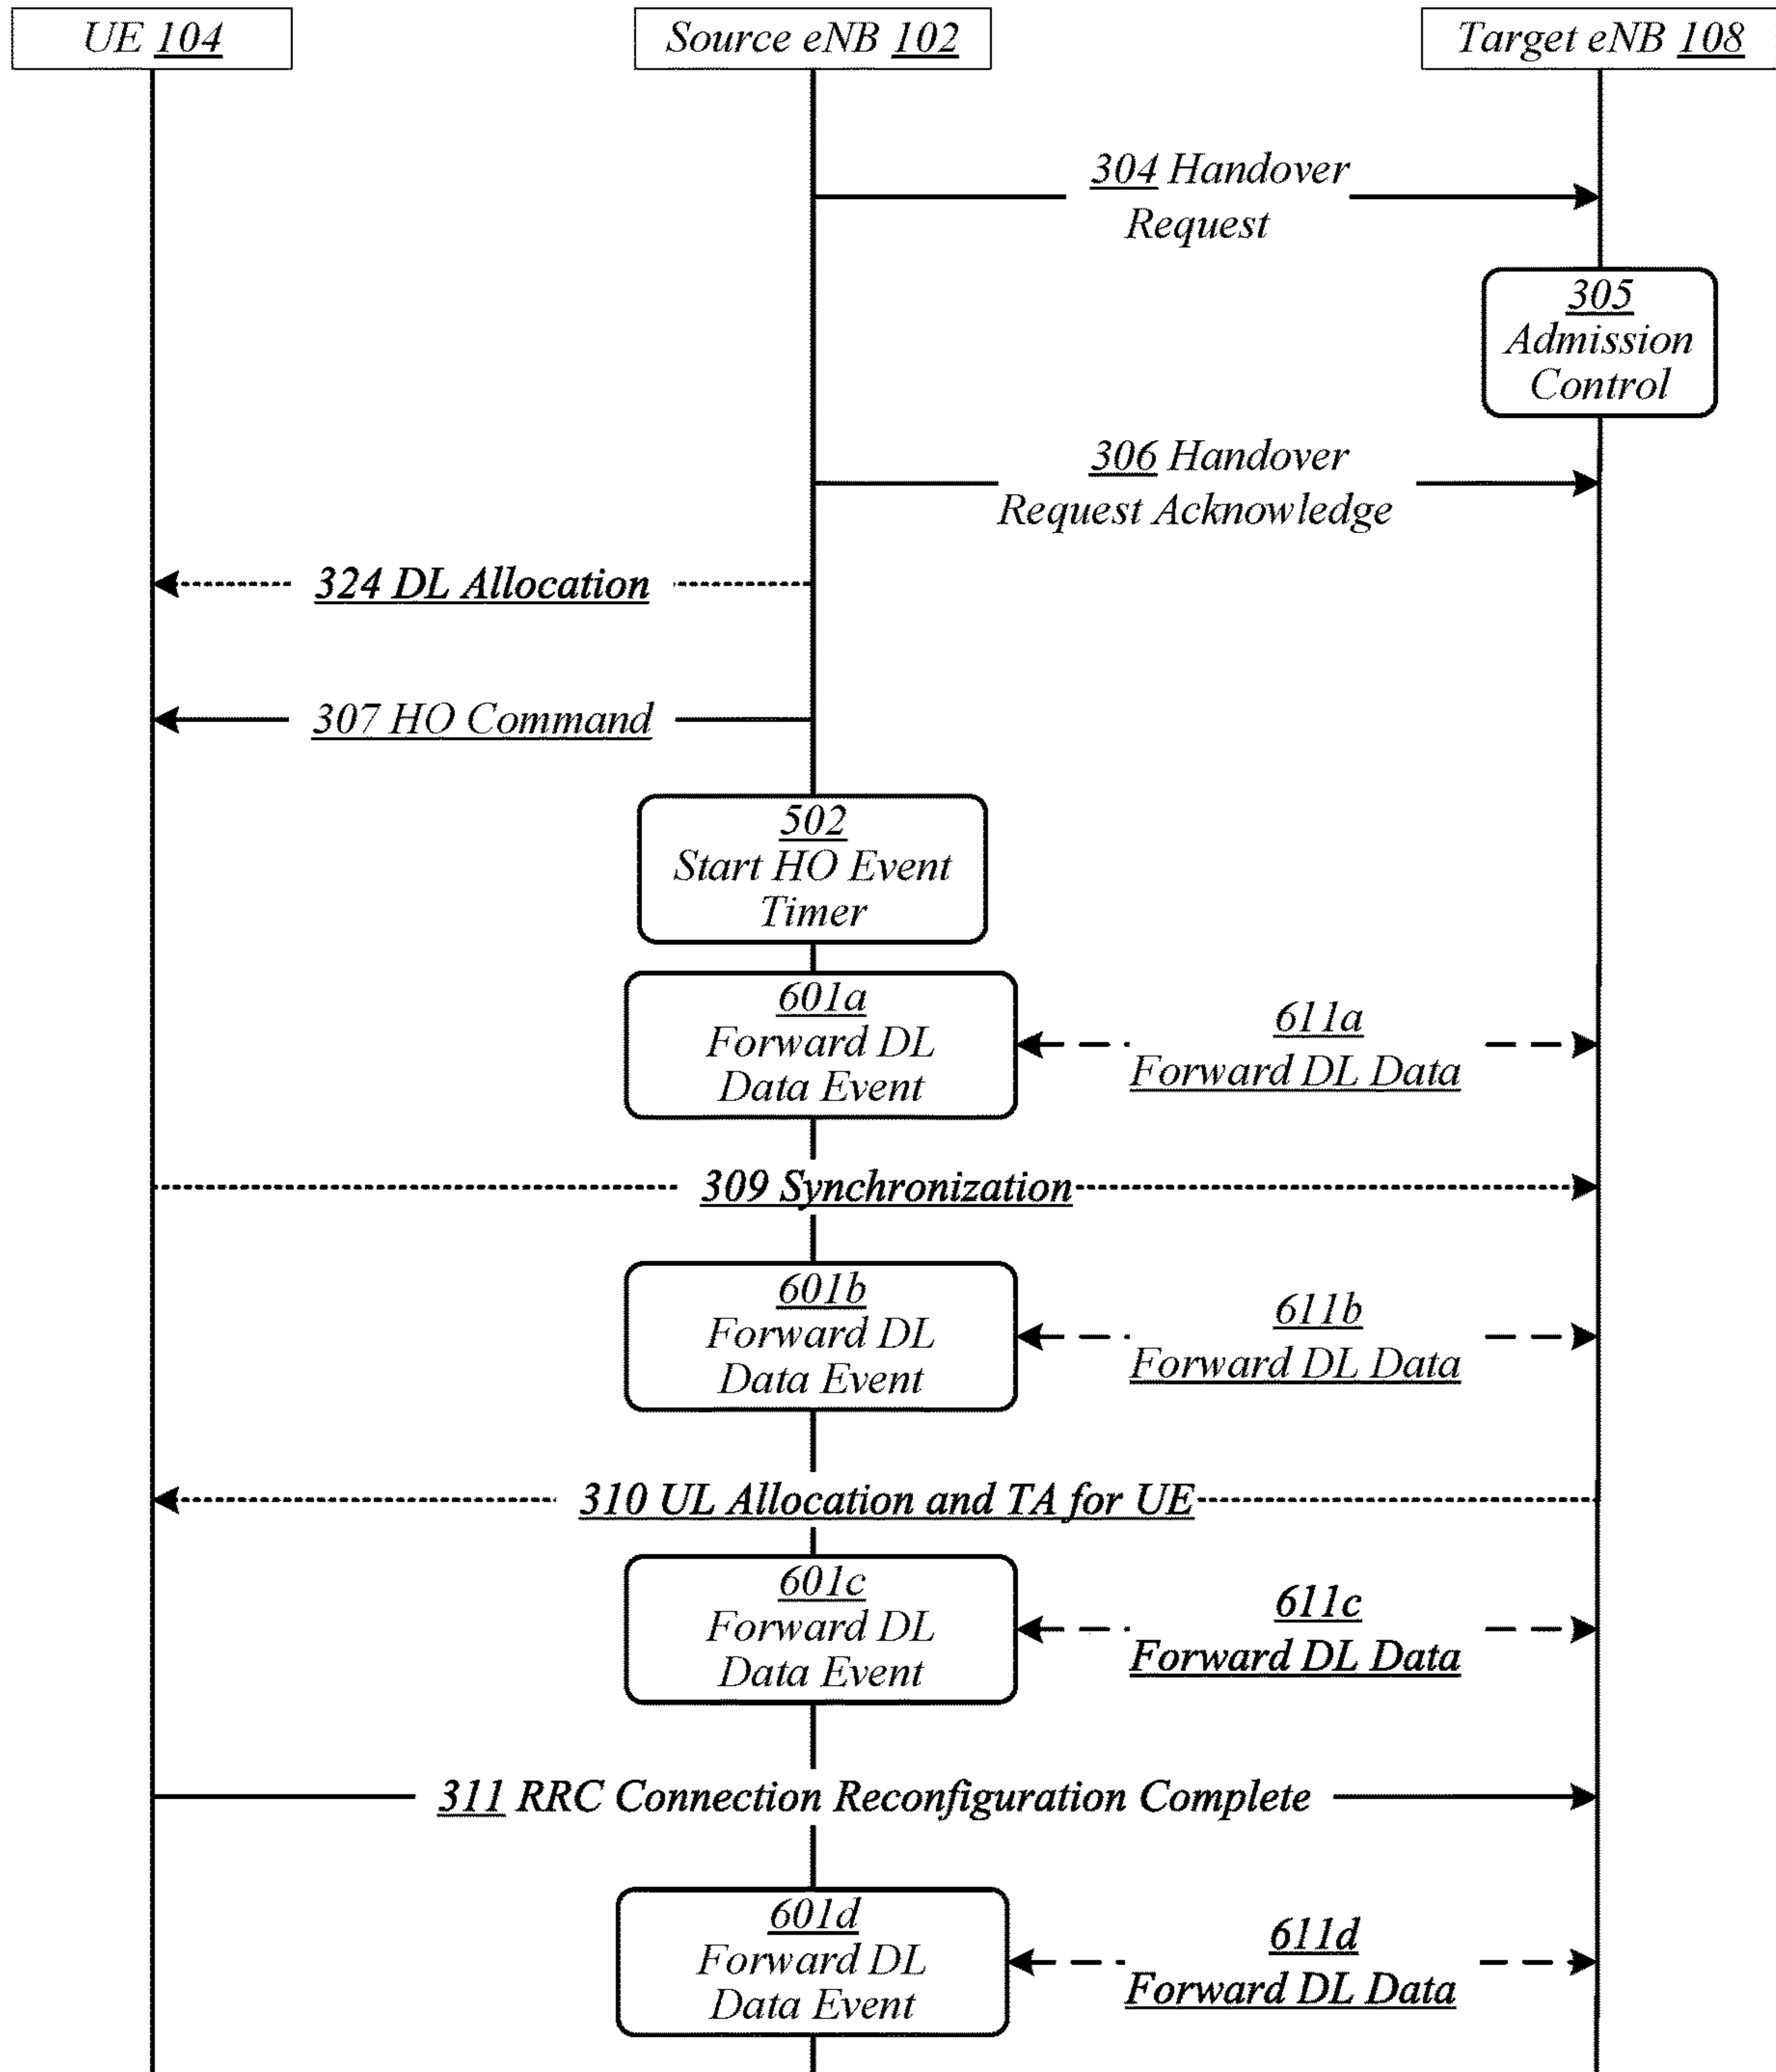 UE 104
Source eNB 102
Target eNB 108
304 Handover
Request
305
Admission
Control
306 Handover
Request Acknowledge
324 DL Allocation
307 HO Command
502
Start HO Event
Timer
601a
Forward DL
Data Event
611a
Forward DL Data
309 Synchronization
601b
Forward DL
Data Event
611b
Forward DL Data
310 UL Allocation and TA for UE
601c
Forward DL
Data Event
611c
Forward DL Data
311 RRC Connection Reconfiguration Complete
601d
Forward DL
Data Event
611d
Forward DL Data